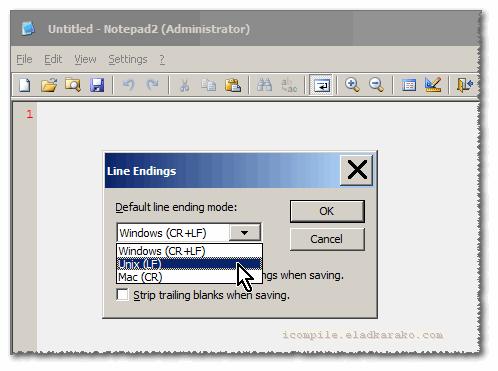 Untitled - Notepad2 (Administrator)
File Edit View Settings ?
1
Line Endings
Default line ending mode:
Windows (CR+LF)
OK
Windows (CR+LF)
Cancel
Unix (LF)
Mac (CR)
ngs when saving.
Strip trailing blanks when saving.
icompile.eladkarako.com